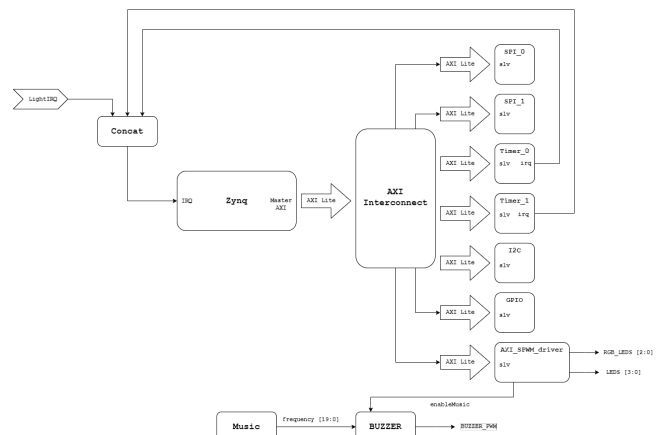 SPI_0
AXI Lite
slv
LightIRQ
SPI_1
AXI Lite
slv
Concat
Timer_0
AXI Lite
slv irq
AXI
Interconnect
IRQ
Zynq
Master
AXI
AXI Lite
Timer_1
AXI Lite
slv irq
I2C
AXI Lite
slv
GPIO
AXI Lite
slv
AXI_SPWM_driver
AXI Lite
slv
RGB_LEDS [2:0]
LEDS [3:0]
enableMosic
Music
frequency [19:0]
BUZZER
BUZZER_PWM